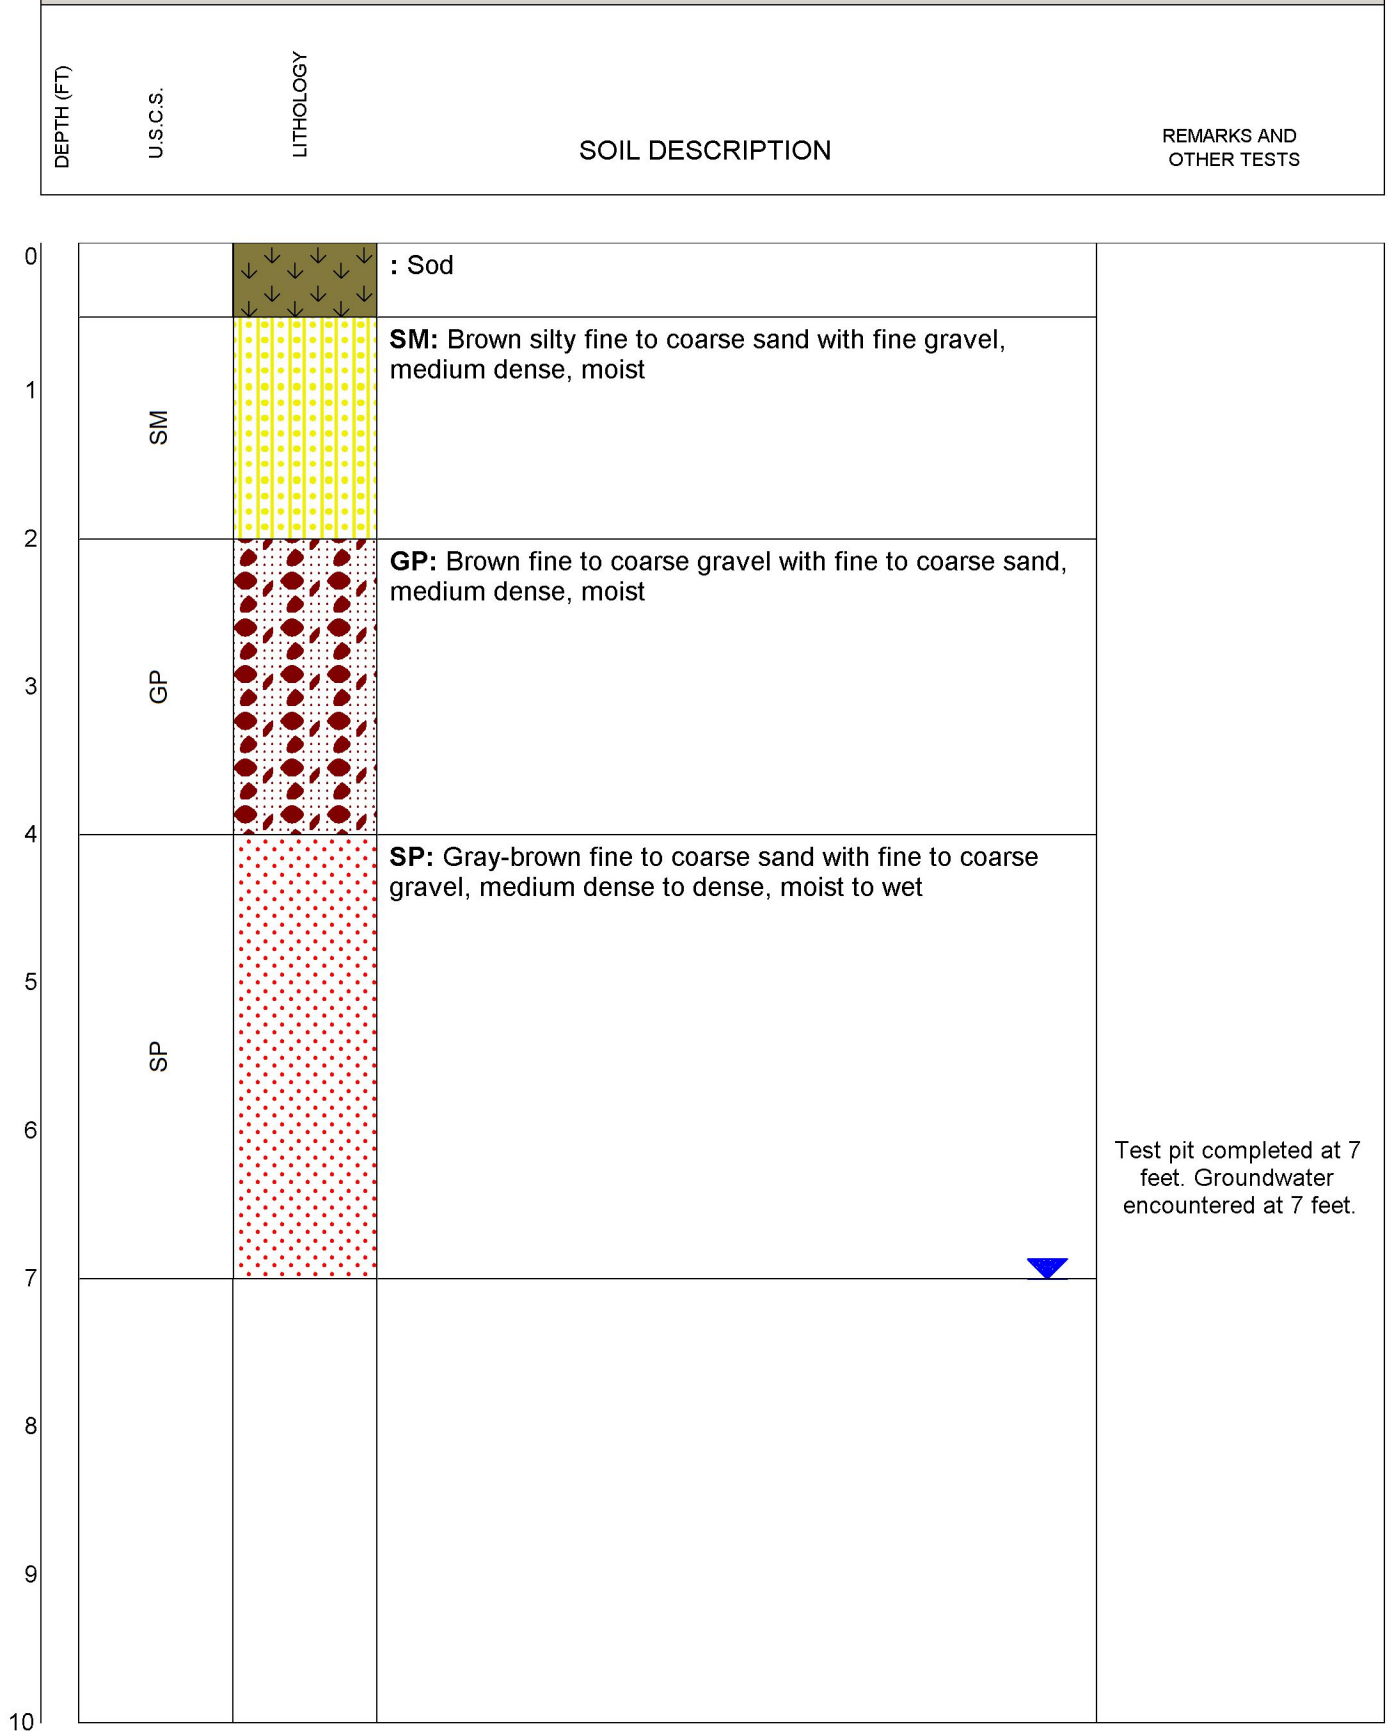 DEPTH (FT)
U.S.C.S.
LITHOLOGY
SOIL DESCRIPTION
REMARKS AND
OTHER TESTS
0
: Sod
SM: Brown silty fine to coarse sand with fine gravel,
medium dense, moist
1
SM
2
GP: Brown fine to coarse gravel with fine to coarse sand,
medium dense, moist
3
GP
4
SP: Gray-brown fine to coarse sand with fine to coarse
gravel, medium dense to dense, moist to wet
5
SP
6
Test pit completed at 7
feet. Groundwater
encountered at 7 feet.
7
8
9
10